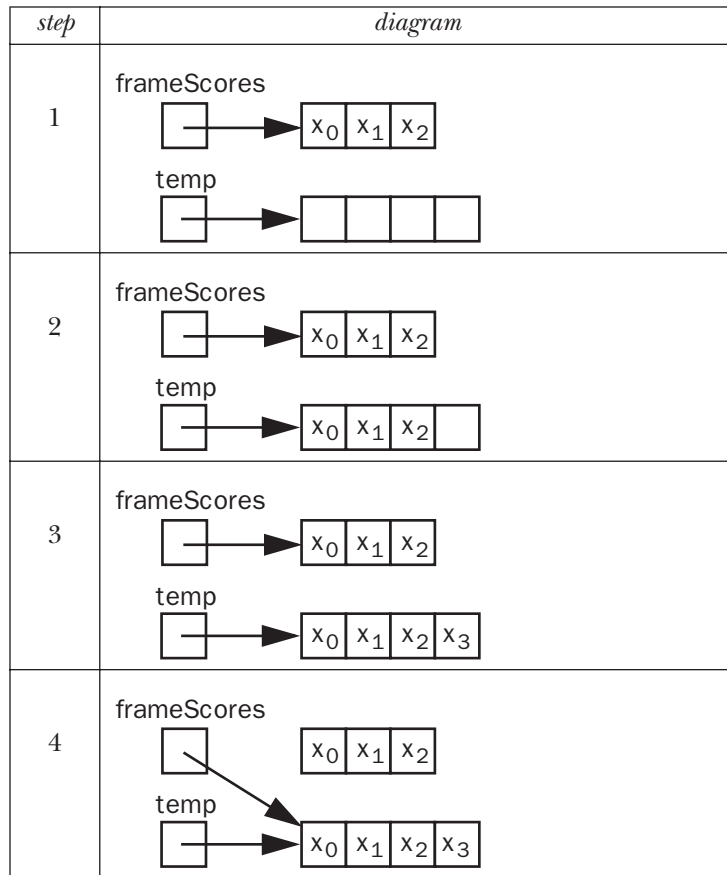 step diagram
frameScores
1 x0 x1 x2
temp
frameScores
2 x0 x1 x2
temp
x0 x1 x2
frameScores
3 x0 x1 x2
temp
x0 x1 x2 x3
frameScores
4 x0 x1 x2
temp
x0 x1 x2 x3